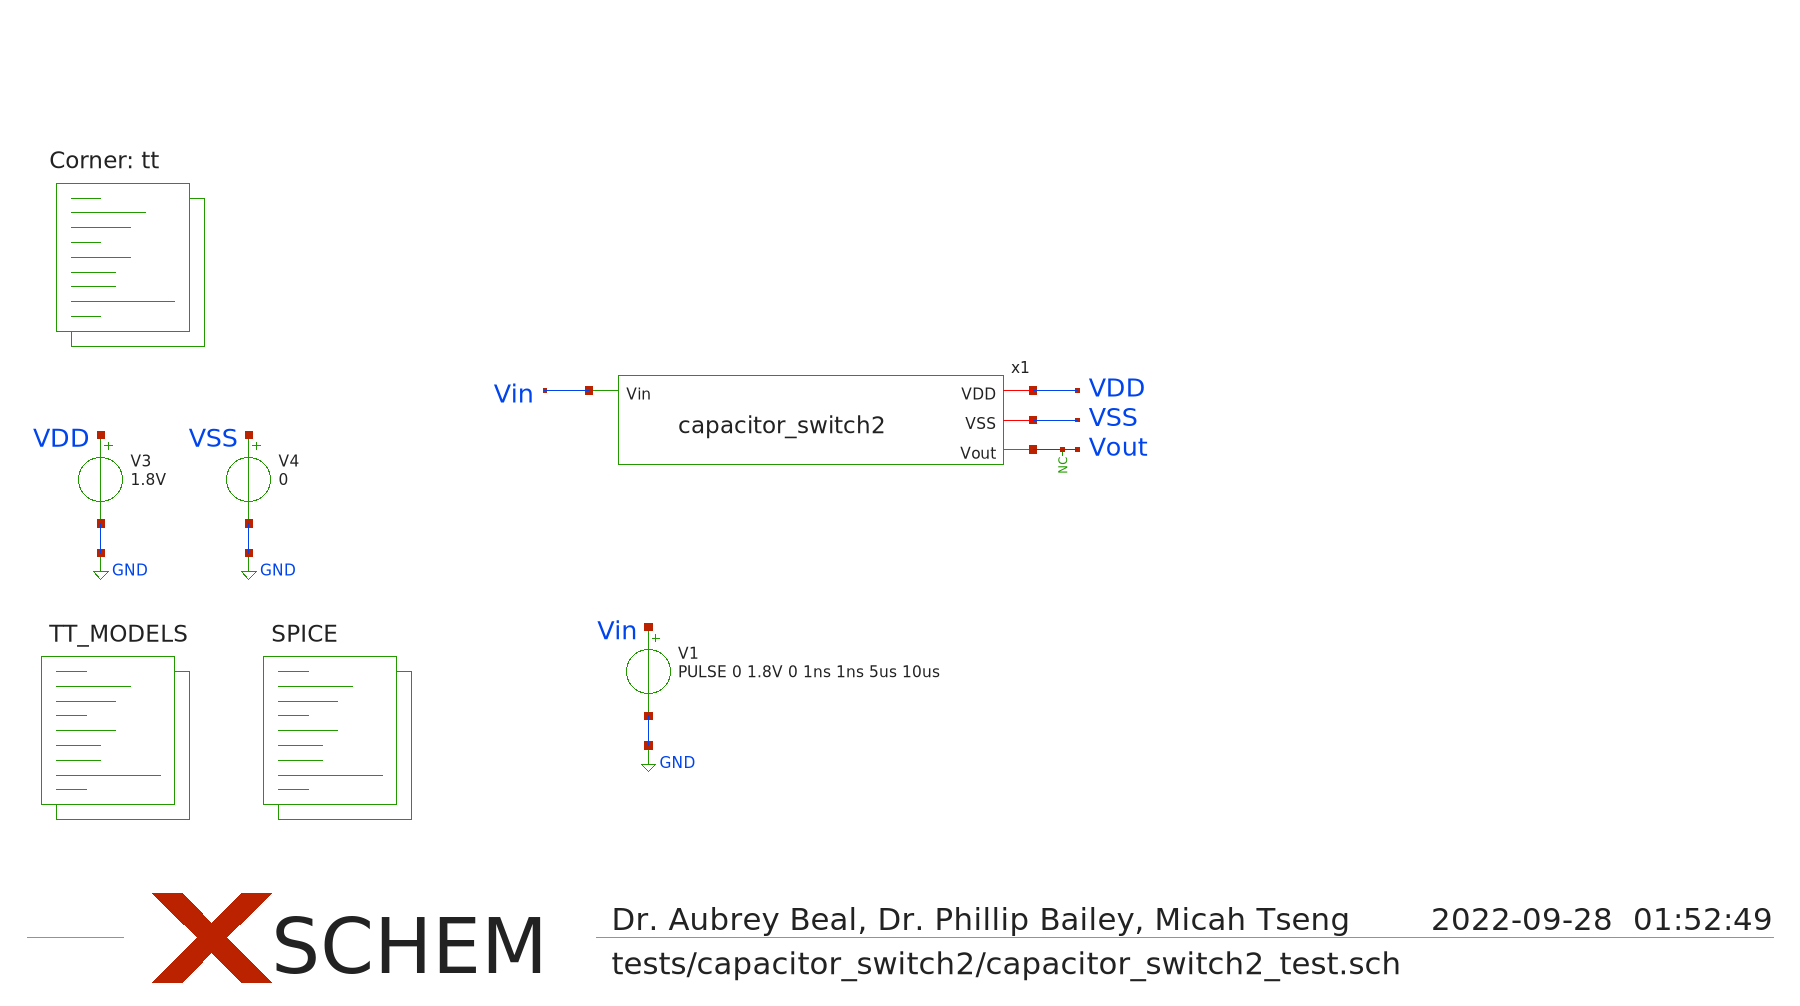 Corner: tt
x1
Vin
Vin
VDD
VDD
capacitor_switch2
VSS
VSS
Vout
Vout
NC
VDD
+
V3
1.8V
GND
VSS
+
V4
0
GND
TT_MODELS
SPICE
Vin
+
V1
PULSE 0 1.8V 0 1ns 1ns 5us 10us
GND
XSCHEM
Dr. Aubrey Beal, Dr. Phillip Bailey, Micah Tseng
2022-09-28 01:52:49
tests/capacitor_switch2/capacitor_switch2_test.sch